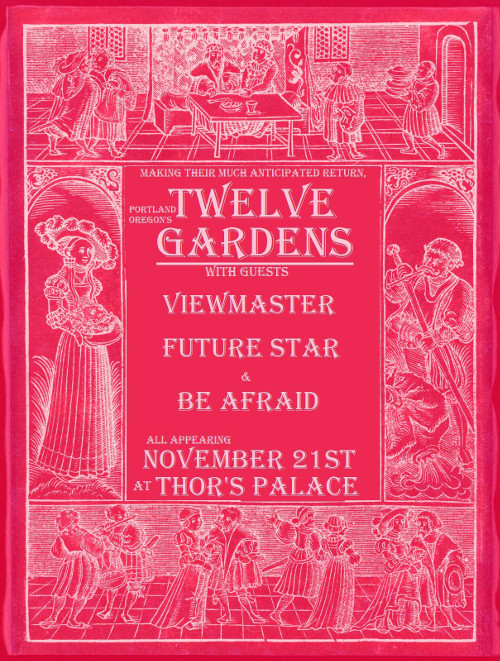 MAKING THEIR MUCH ANTICIPATED RETURN,
PORTLAND
OREGON'S
TWELVE
GARDENS
WITH GUESTS
VIEWMASTER
FUTURE STAR
&
BE AFRAID
ALL APPEARING
NOVEMBER 21ST
AT THOR'S PALACE